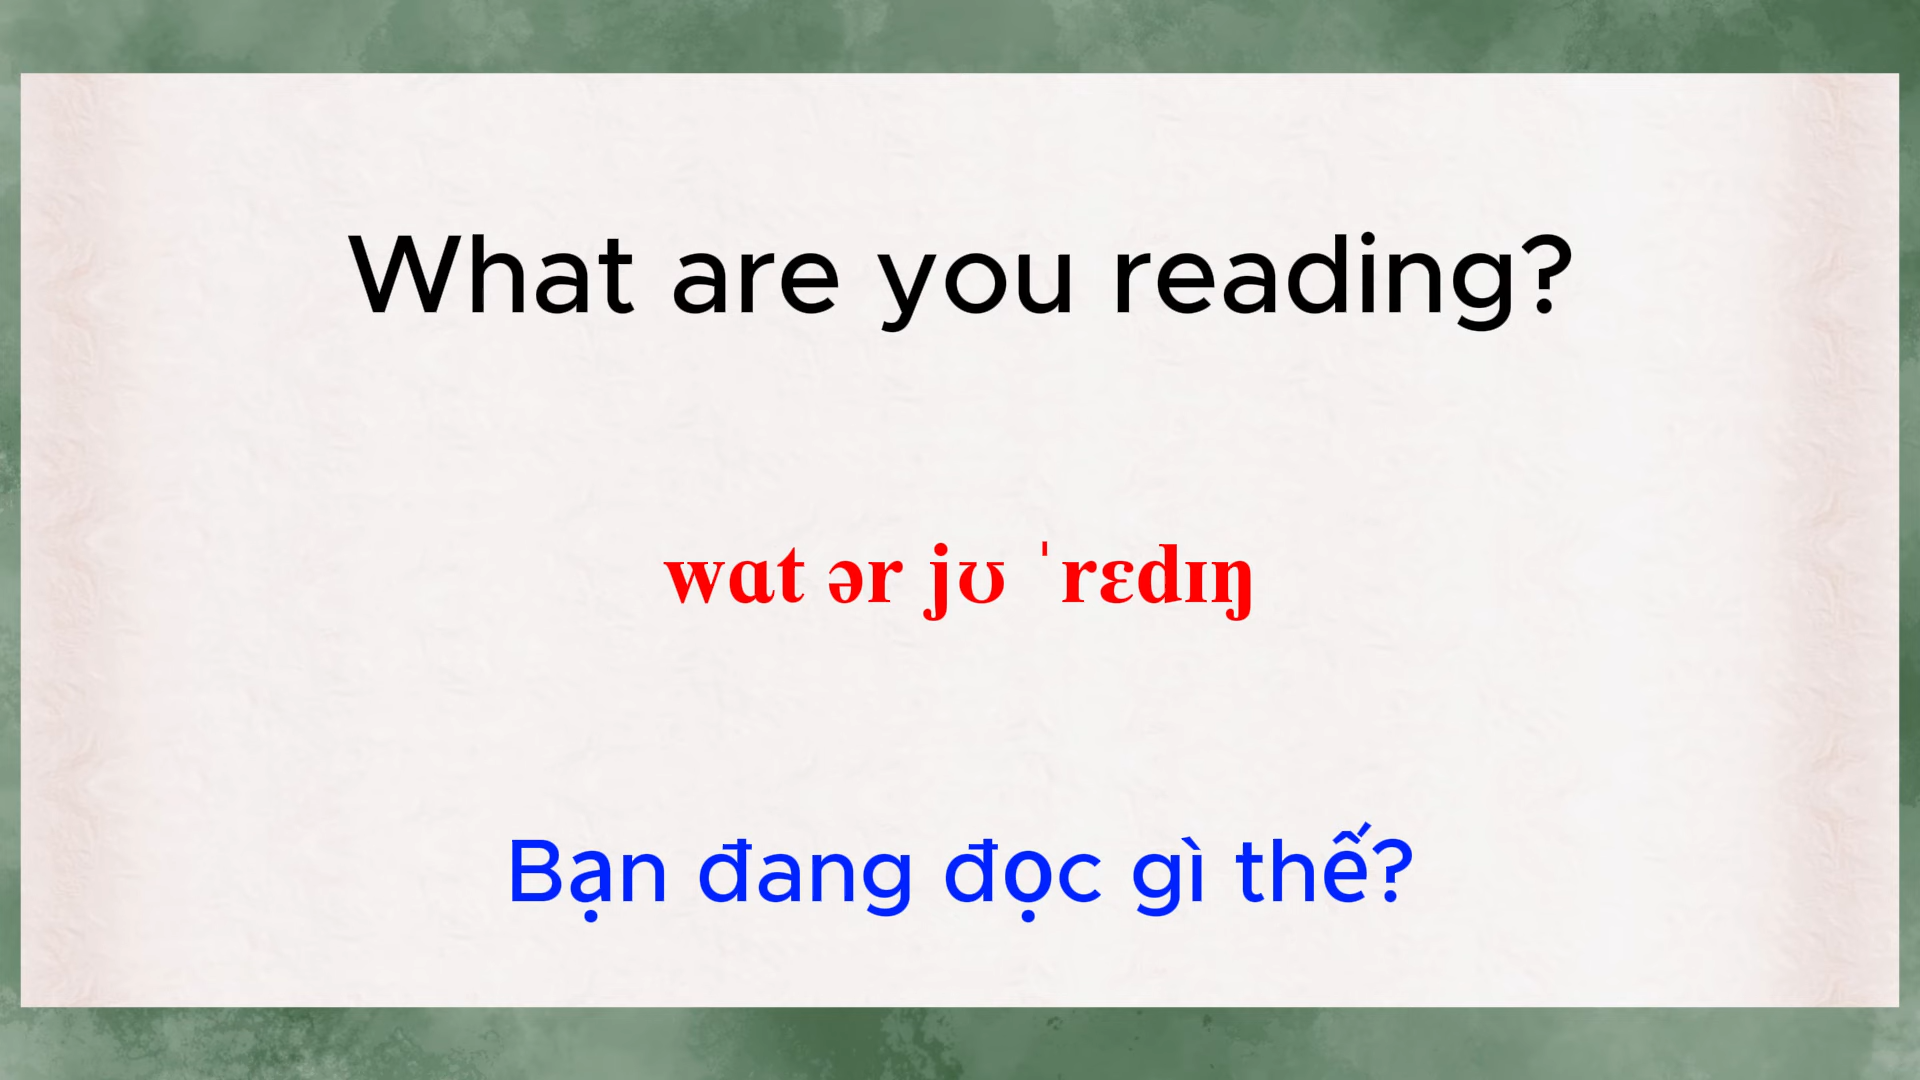 What are you reading?
wɑt ər jʊ ˈrɛdɪŋ
Bạn đang đọc gì thế?